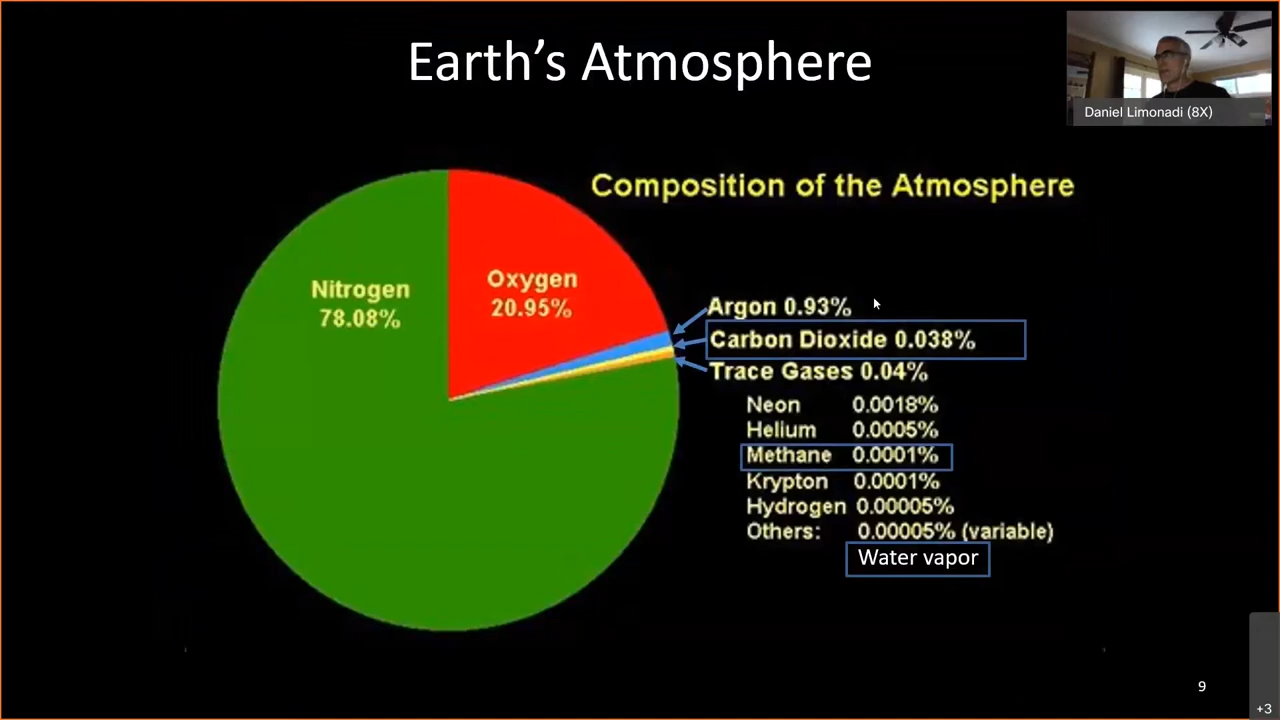 Earth's Atmosphere
Daniel Limonadi (8X)
Composition of the Atmosphere
Nitrogen
78.08%
Oxygen
20.95%
Argon 0.93%
Carbon Dioxide 0.038%
Trace Gases 0.04%
Neon 0.0018%
Helium 0.0005%
Methane 0.0001%
Krypton 0.0001%
Hydrogen 0.00005%
Others: 0.00005% (variable)
Water vapor
9
+3